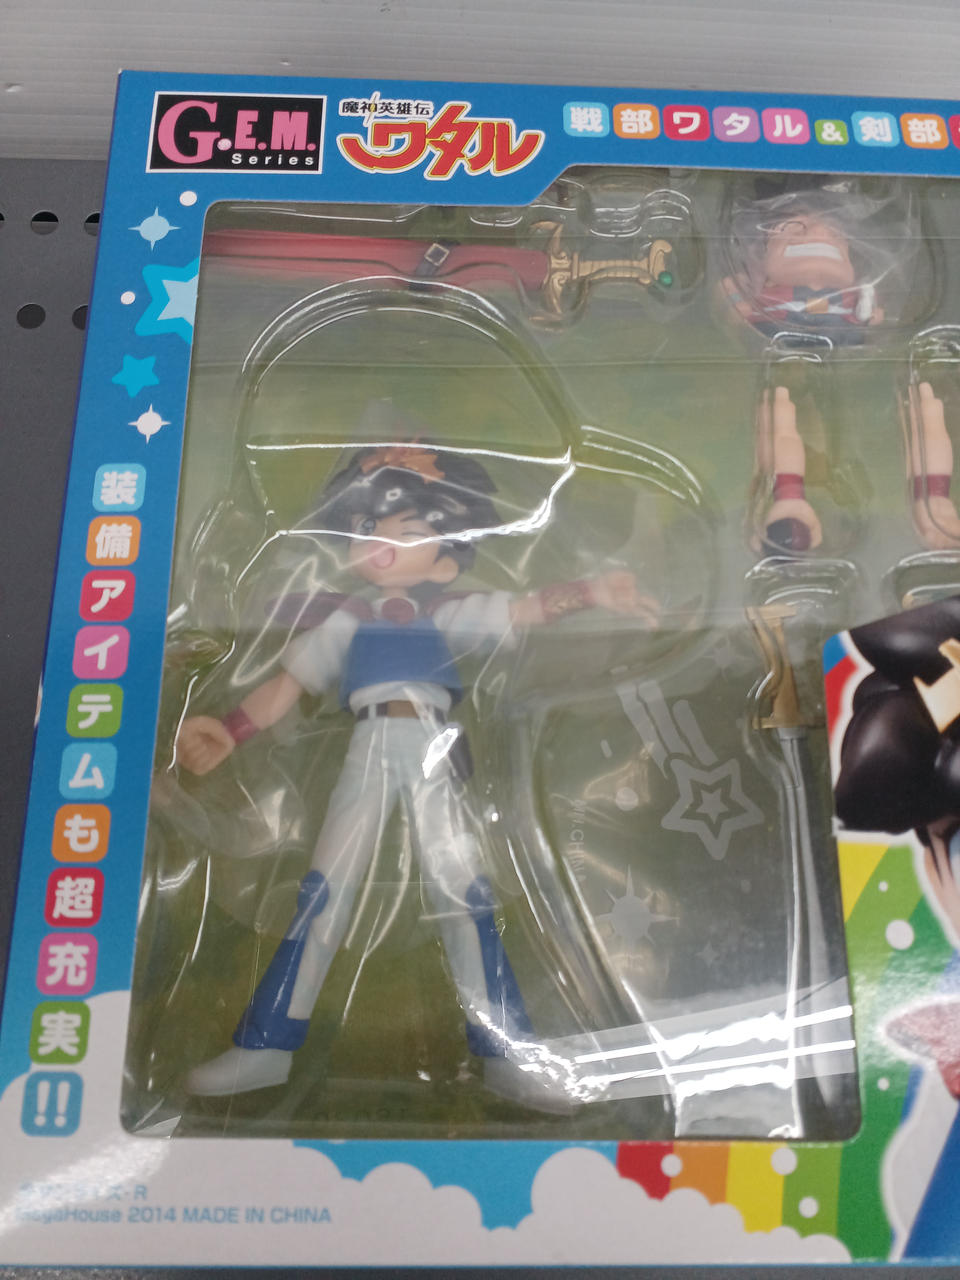 G.E.M.
Series
魔神英雄伝
ワタル
戦部ワタル&剣部
装備アイテムも超充実!!
MegaHouse 2014 MADE IN CHINA